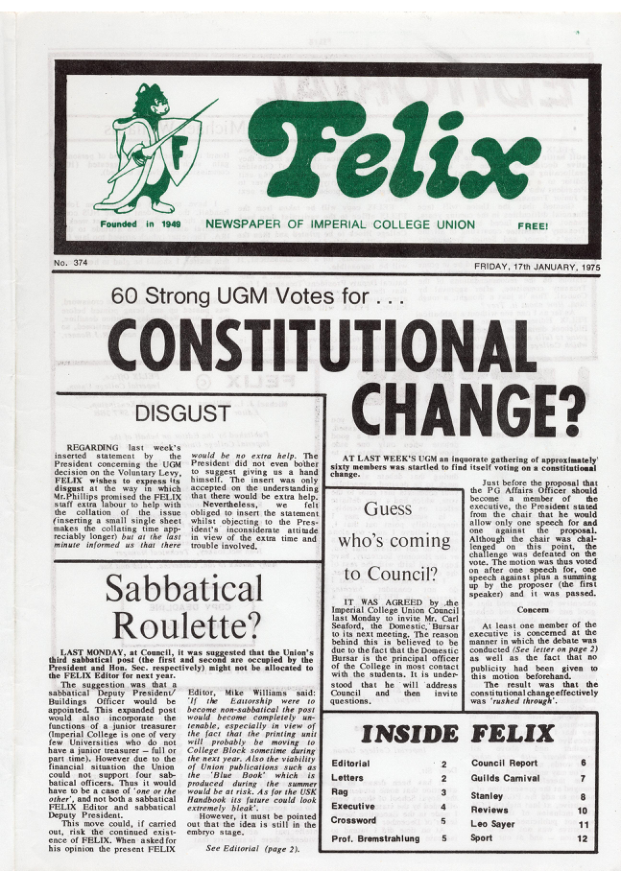 F
Felix
Founded in 1949
NEWSPAPER OF IMPERIAL COLLEGE UNION
FREE!
No. 374
FRIDAY, 17th JANUARY, 1975
60 Strong UGM Votes for . . .
CONSTITUTIONAL
CHANGE?
DISGUST
REGARDING last week's
inserted statement by the
President concerning the UGM
decision on the Voluntary Levy,
FELIX wishes to express its
disgust at the way in which
Mr.Phillips promised the FELIX
staff extra labour to help with
the collation of the issue
(inserting a small single sheet
makes the collating time app-
reciably longer) but at the last
minute informed us that there
would be no extra help. The
President did not even bother
to suggest giving us a hand
himself. The insert was only
accepted on the understanding
that there would be extra help.
Nevertheless, we felt
obliged to insert the statement
whilst objecting to the Pres-
ident's inconsiderate attitude
in view of the extra time and
trouble involved.
Sabbatical
Roulette?
LAST MONDAY, at Council, it was suggested that the Union's
third sabbatical post (the first and second are occupied by the
President and Hon. Sec. respectively) might not be allocated to
the FELIX Editor for next year.
The suggestion was that a
sabbatical Deputy President/
Buildings Officer would be
appointed. This expanded post
would also incorporate the
functions of a junior treasurer
(Imperial College is one of very
few Universities who do not
have a junior treasurer – full or
part time). However due to the
financial situation the Union
could not support four sab-
batical officers. Thus it would
have to be a case of 'one or the
other', and not both a sabbatical
FELIX Editor and sabbatical
Deputy President.
This move could, if carried
out, risk the continued exist-
ence of FELIX. When asked for
his opinion the present FELIX
Editor, Mike Williams said:
'If the Editorship were to
become non-sabbatical the post
would become completely un-
tenable, especially in view of
the fact that the printing unit
will probably be moving to
College Block sometime during
the next year. Also the viability
of Union publications such as
the 'Blue Book' which is
produced during the summer
would be at risk. As for the USK
Handbook its future could look
extremely bleak'.
However, it must be pointed
out that the idea is still in the
embryo stage.
See Editorial (page 2).
AT LAST WEEK'S UGM an inquorate gathering of approximately
sixty members was startled to find itself voting on a constitutional
change.
Guess
who's coming
to Council?
IT WAS AGREED by the
Imperial College Union Council
last Monday to invite Mr. Carl
Seaford, the Domestic Bursar
to its next meeting. The reason
behind this is believed to be
due to the fact that the Domestic
Bursar is the principal officer
of the College in most contact
with the students. It is under-
stood that he will address
Council and then invite
questions.
Just before the proposal that
the PG Affairs Officer should
become a member of the
executive, the President stated
from the chair that he would
allow only one speech for and
one against the proposal.
Although the chair was chal-
lenged on this point, the
challenge was defeated on the
vote. The motion was thus voted
on after one speech for, one
speech against plus a summing
up by the proposer (the first
speaker) and it was passed.
Concern
At least one member of the
executive is concerned at the
manner in which the debate was
conducted (See letter on page 2)
as well as the fact that no
publicity had been given to
this motion beforehand.
The result was that the
constitutional change effectively
was 'rushed through'.
INSIDE FELIX
Editorial 2
Letters 2
Rag 3
Executive 4
Crossword 5
Prof. Bremstrahlung 5
Council Report 6
Guilds Carnival 7
Stanley 8
Reviews 10
Leo Sayer 11
Sport 12